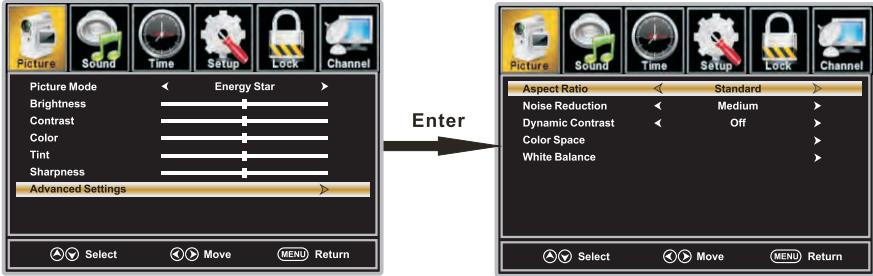 Picture Sound Time Setup Lock Channel
Picture Mode Energy Star
Brightness
Contrast
Color
Tint
Sharpness
Advanced Settings
Select Move MENU Return
Enter
Picture Sound Time Setup Lock Channel
Aspect Ratio Standard
Noise Reduction Medium
Dynamic Contrast Off
Color Space
White Balance
Select Move MENU Return